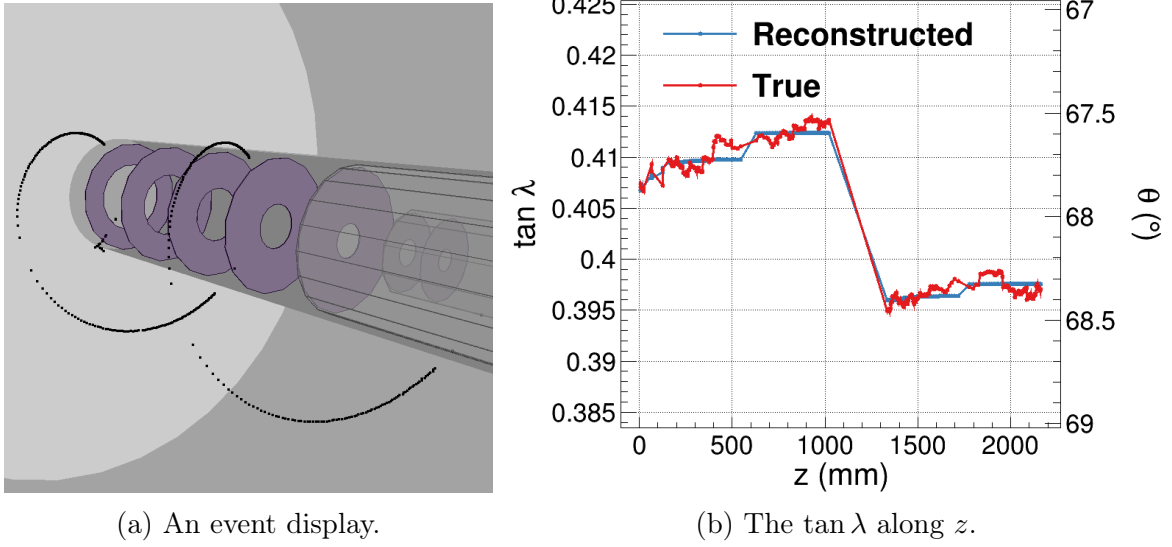 0.425
0.42
0.415
0.41
0.405
0.4
0.395
0.39
0.385
tan λ
Reconstructed
True
67
67.5
68
68.5
69
θ (°)
0
500
1000
1500
2000
z (mm)
(a) An event display.
(b) The tan λ along z.